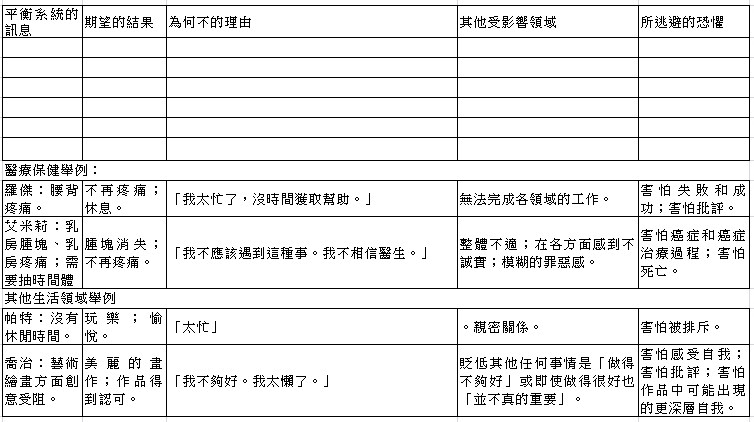 平衡系統的訊息 期望的結果 為何不的理由 其他受影響領域 所逃避的恐懼
醫療保健舉例：
羅傑：腰背疼痛。 不再疼痛；休息。 「我太忙了，沒時間獲取幫助。」 無法完成各領域的工作。 害怕失敗和成功；害怕批評。
艾米莉：乳房腫塊、乳房疼痛；需要抽時間體 腫塊消失；不再疼痛。 「我不應該遇到這種事。我不相信醫生。」 整體不適；在各方面感到不誠實；模糊的罪惡感。 害怕癌症和癌症治療過程；害怕死亡。
其他生活領域舉例
帕特：沒有休閒時間。 玩樂；愉悅。 「太忙」 。親密關係。 害怕被排斥。
喬治：藝術繪畫方面創意受阻。 美麗的畫作；作品得到認可。 「我不夠好。我太懶了。」 貶低其他任何事情是「做得不夠好」或即使做得很好也「並不真的重要」。 害怕感受自我；害怕批評；害怕作品中可能出現的更深層自我。